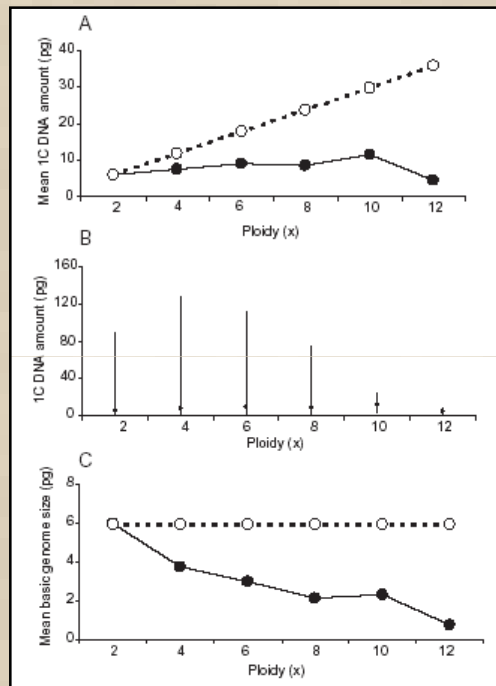 A
Mean 1C DNA amount (pg)
40
30
20
10
0
2 4 6 8 10 12
Ploidy (x)
B
1C DNA amount (pg)
160
120
80
40
0
2 4 6 8 10 12
Ploidy (x)
C
Mean basic genome size (pg)
8
6
4
2
0
2 4 6 8 10 12
Ploidy (x)